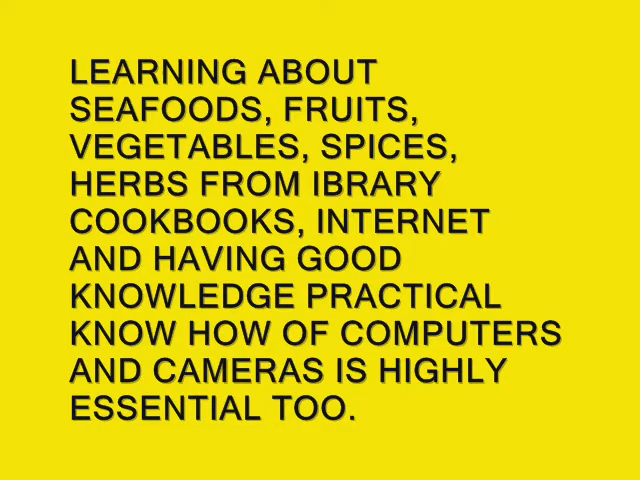 LEARNING ABOUT
SEAFOODS, FRUITS,
VEGETABLES, SPICES,
HERBS FROM IBRARY
COOKBOOKS, INTERNET
AND HAVING GOOD
KNOWLEDGE PRACTICAL
KNOW HOW OF COMPUTERS
AND CAMERAS IS HIGHLY
ESSENTIAL TOO.